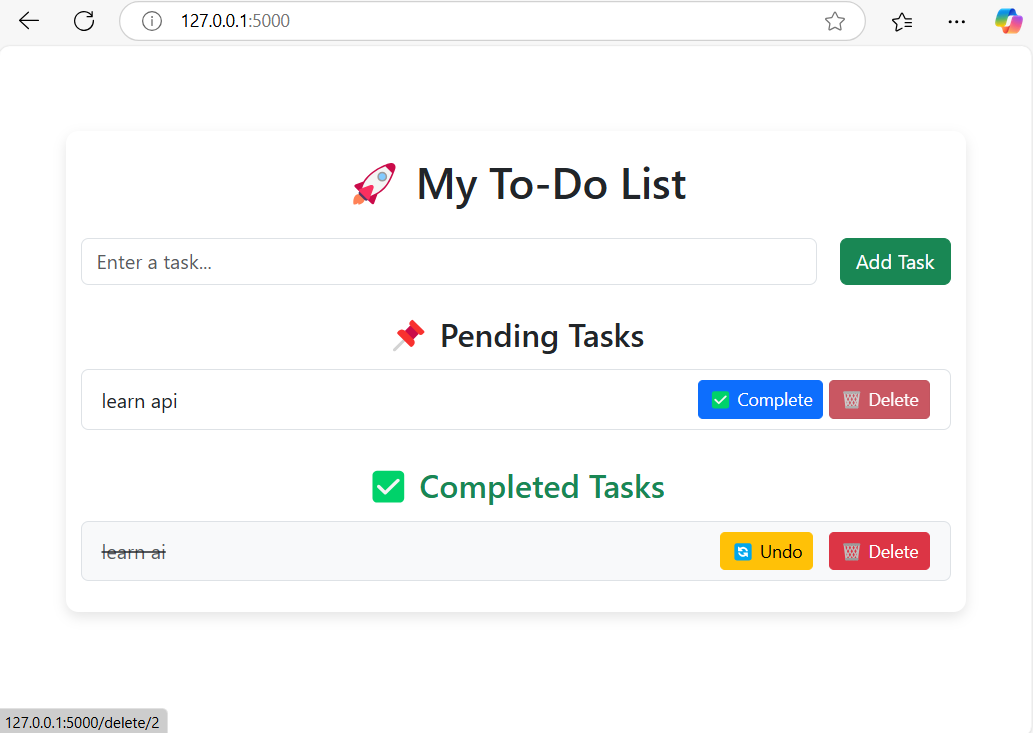 127.0.0.1:5000
🚀 My To-Do List
Enter a task... Add Task
📌 Pending Tasks
learn api ✅ Complete 🗑 Delete
✅ Completed Tasks
learn ai 🔄 Undo 🗑 Delete
127.0.0.1:5000/delete/2